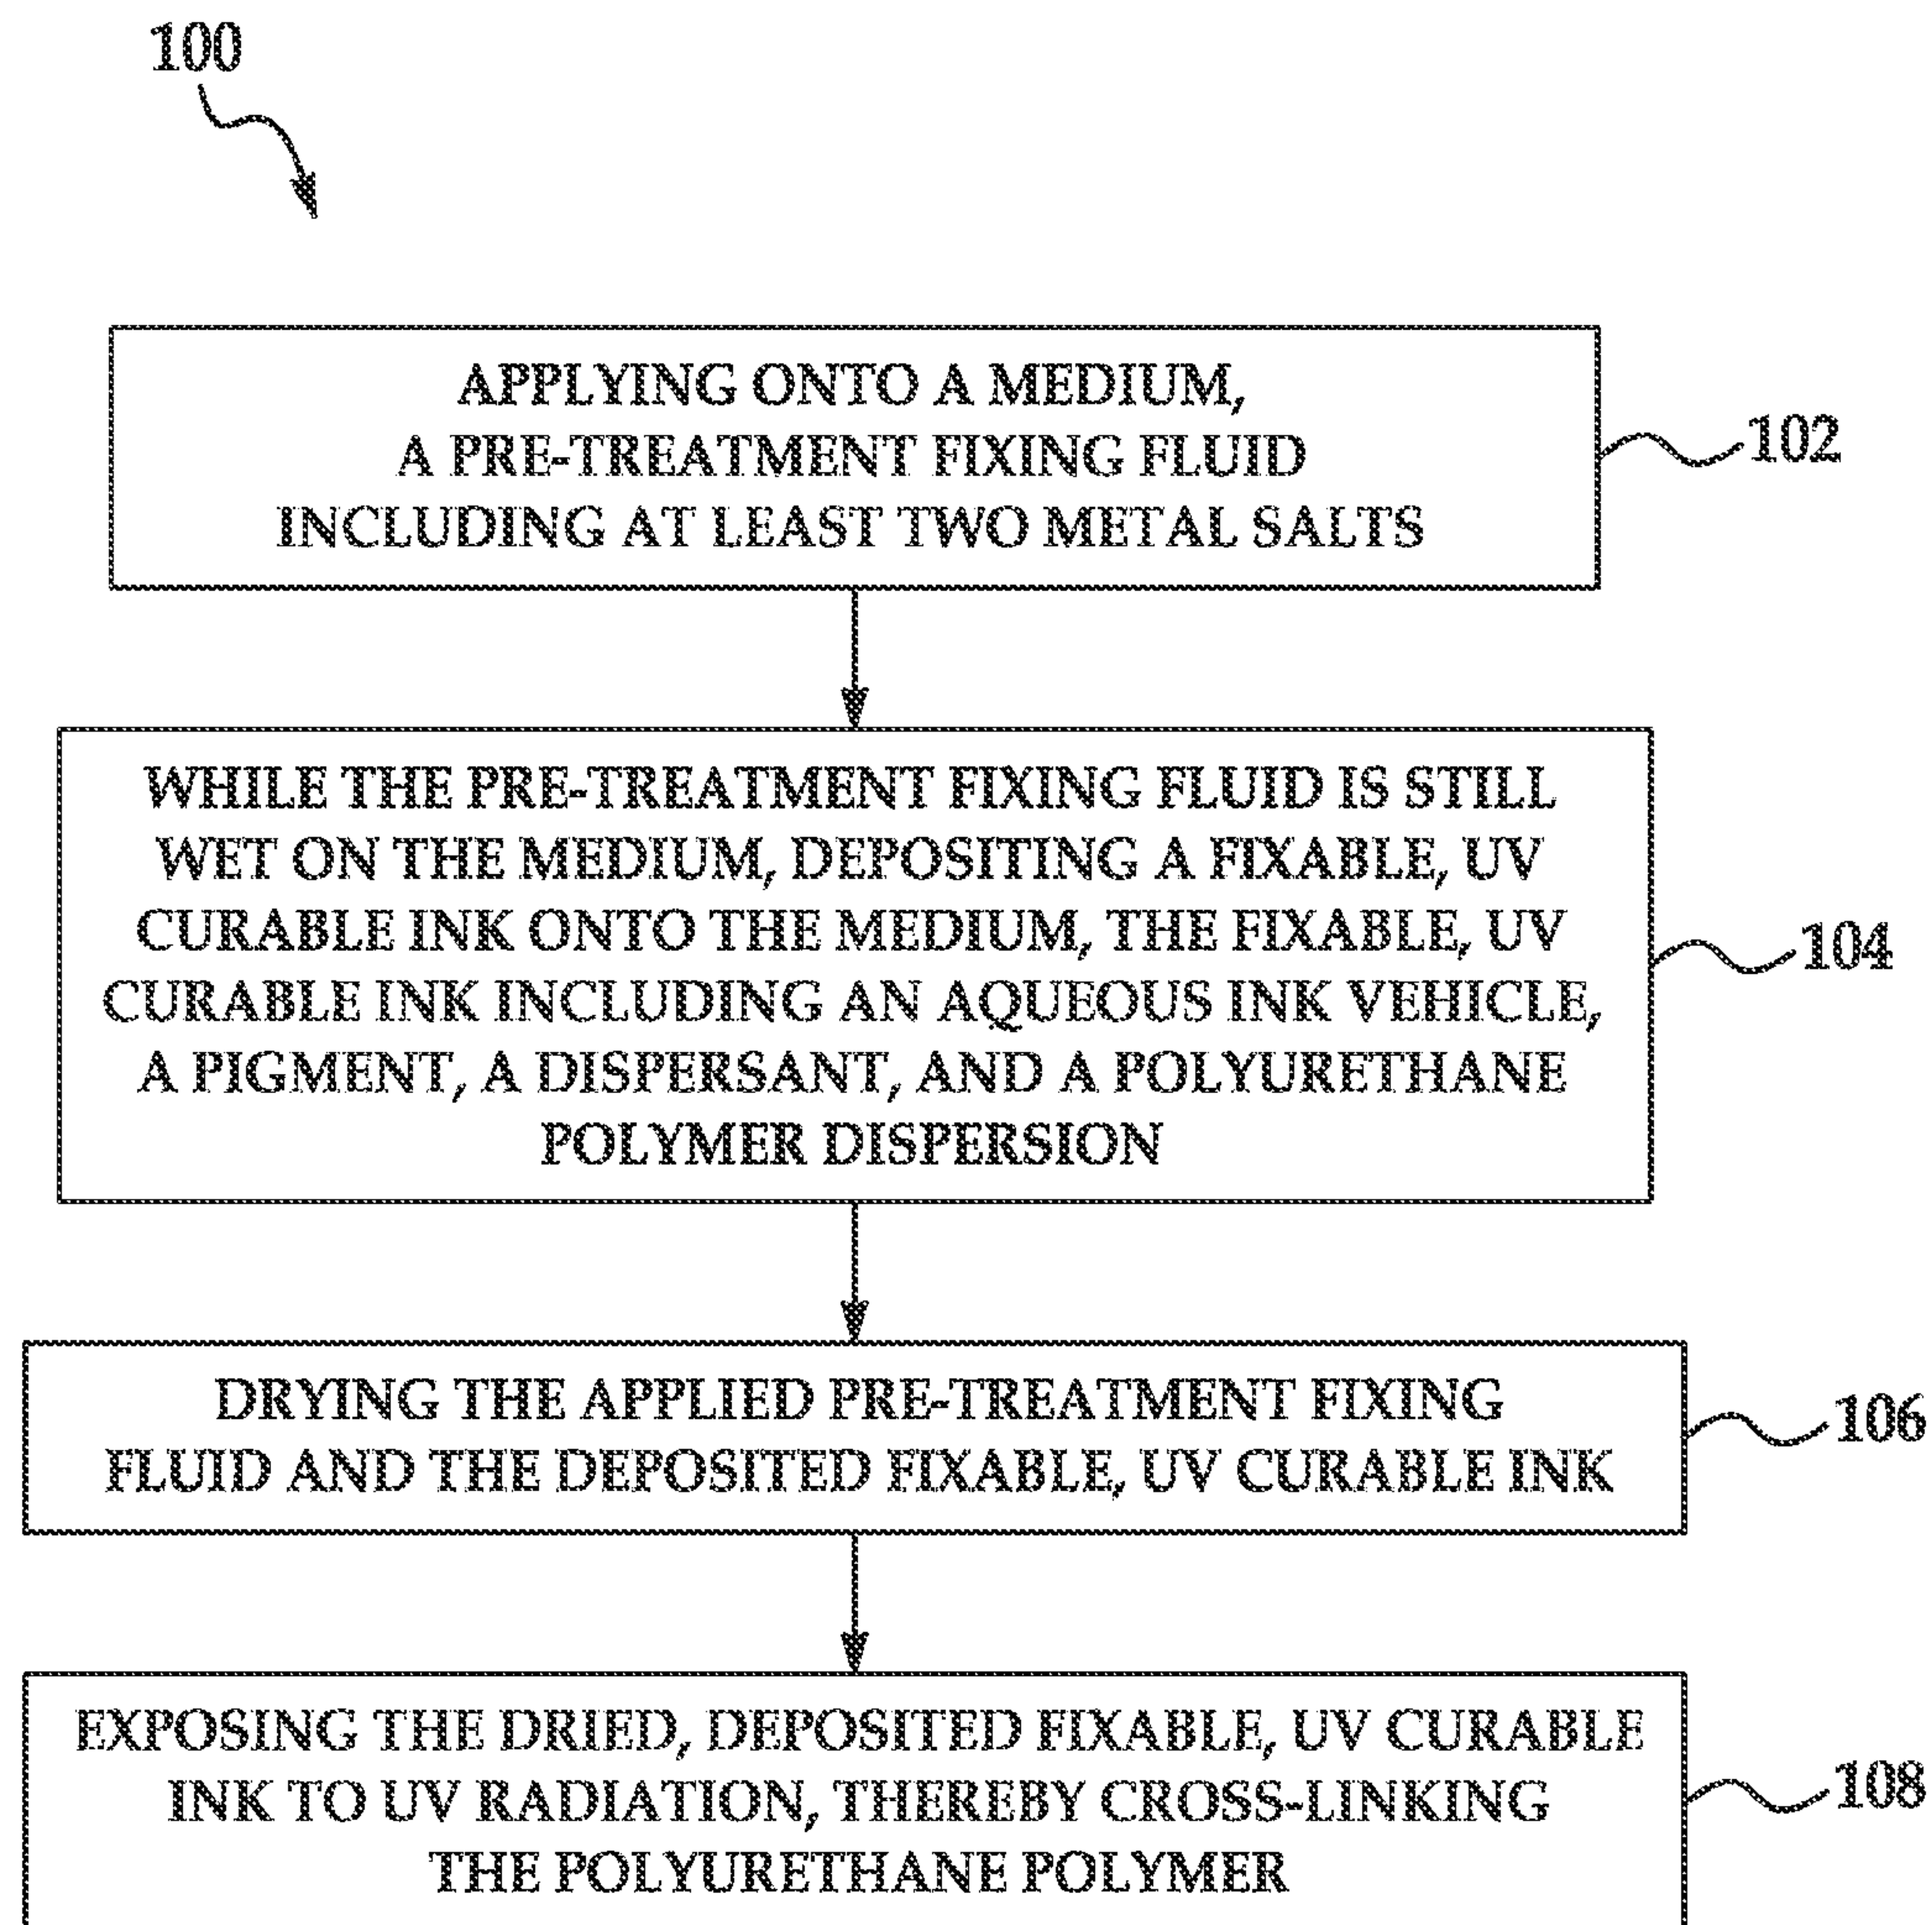 100
APPLYING ONTO A MEDIUM,
A PRE-TREATMENT FIXING FLUID
INCLUDING AT LEAST TWO METAL SALTS
102
WHILE THE PRE-TREATMENT FIXING FLUID IS STILL
WET ON THE MEDIUM, DEPOSITING A FIXABLE, UV
CURABLE INK ONTO THE MEDIUM, THE FIXABLE, UV
CURABLE INK INCLUDING AN AQUEOUS INK VEHICLE,
A PIGMENT, A DISPERSANT, AND A POLYURETHANE
POLYMER DISPERSION
104
DRYING THE APPLIED PRE-TREATMENT FIXING
FLUID AND THE DEPOSITED FIXABLE, UV CURABLE INK
106
EXPOSING THE DRIED, DEPOSITED FIXABLE, UV CURABLE
INK TO UV RADIATION, THEREBY CROSS-LINKING
THE POLYURETHANE POLYMER
108